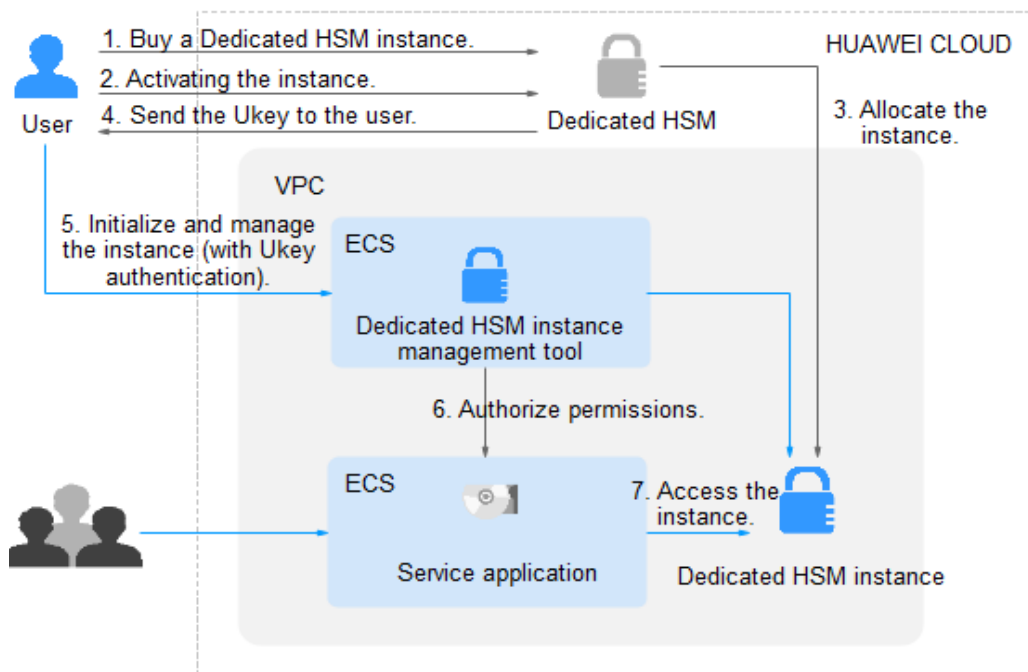 1. Buy a Dedicated HSM instance.
HUAWEI CLOUD
2. Activating the instance.
4. Send the Ukey to the user.
User
Dedicated HSM
3. Allocate the
instance.
VPC
5. Initialize and manage
the instance (with Ukey
authentication).
ECS
Dedicated HSM instance
management tool
6. Authorize permissions.
ECS
7. Access the
instance.
Service application
Dedicated HSM instance